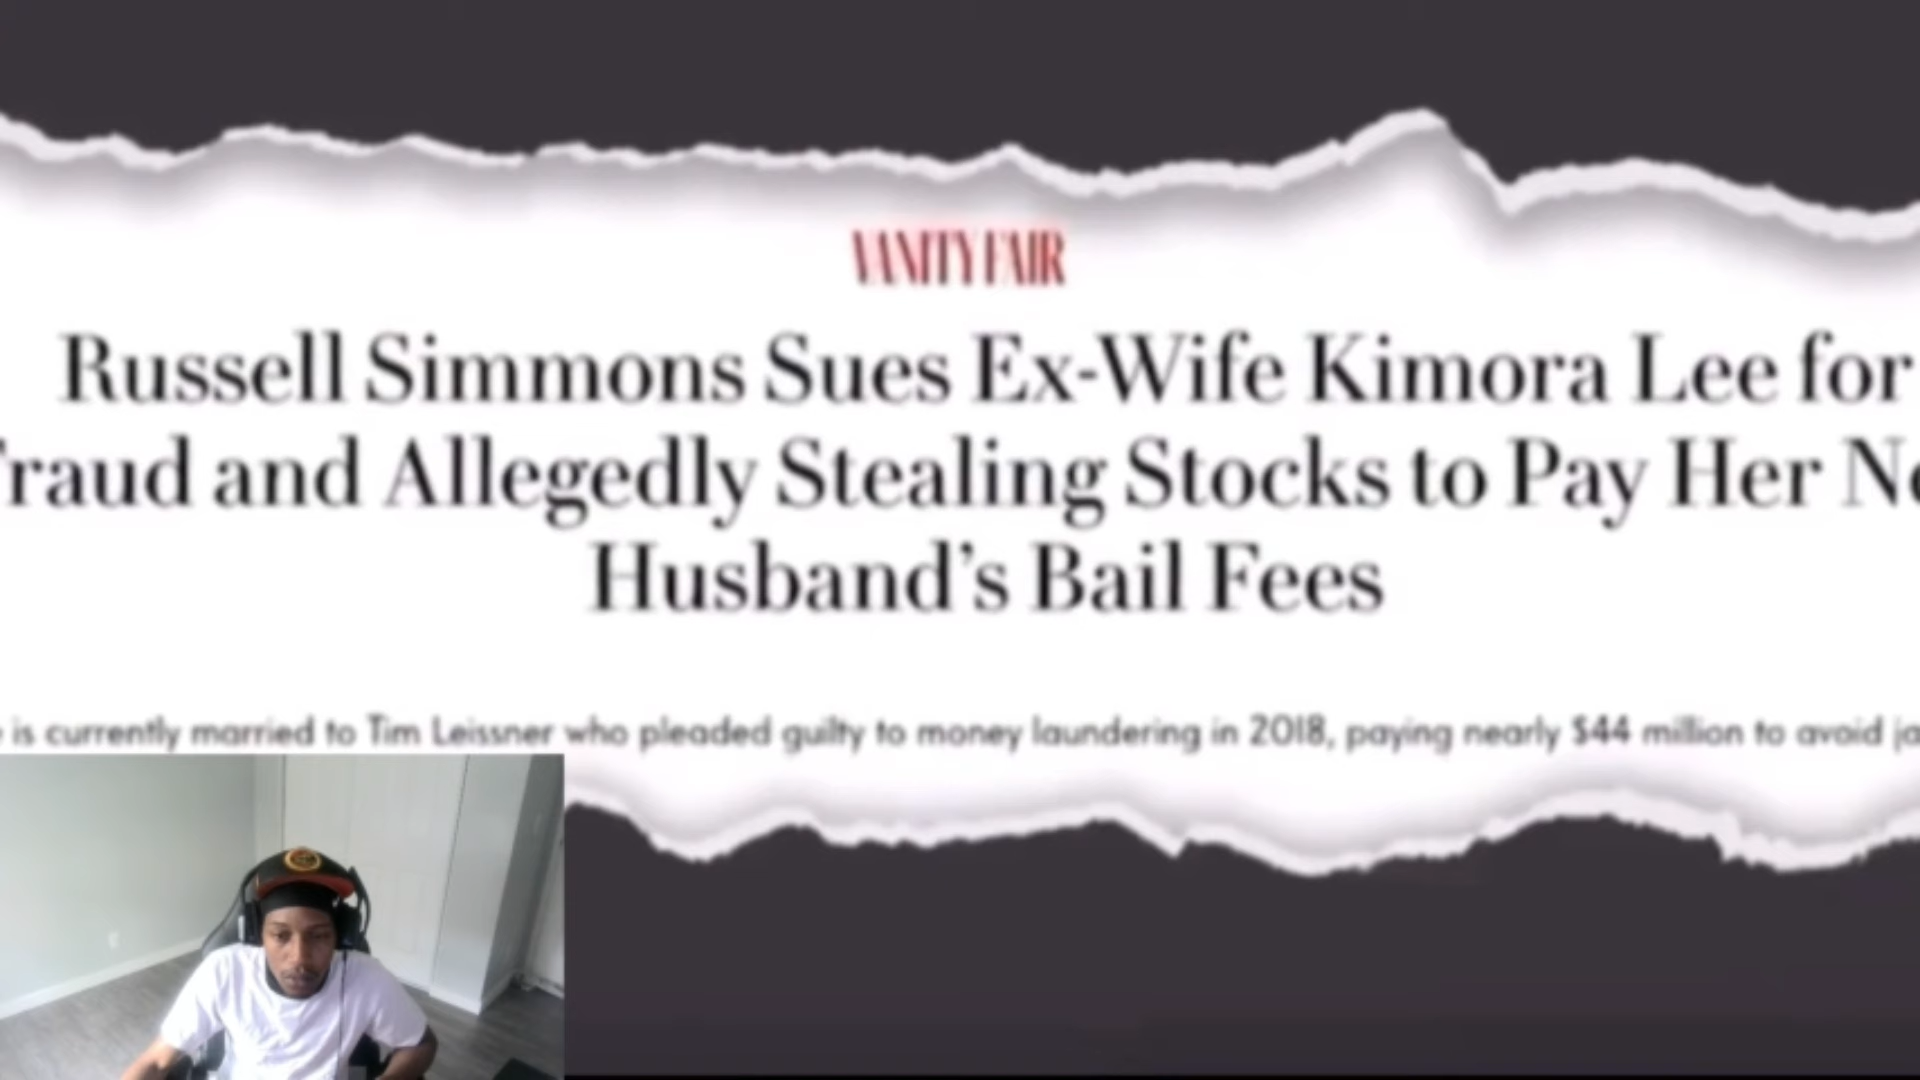 VANITY FAIR
Russell Simmons Sues Ex-Wife Kimora Lee for
raud and Allegedly Stealing Stocks to Pay Her
Husband's Bail Fees
is currently married to Tim Leissner who pleaded guilty to money laundering in 2018, paying nearly $44 million to avoid